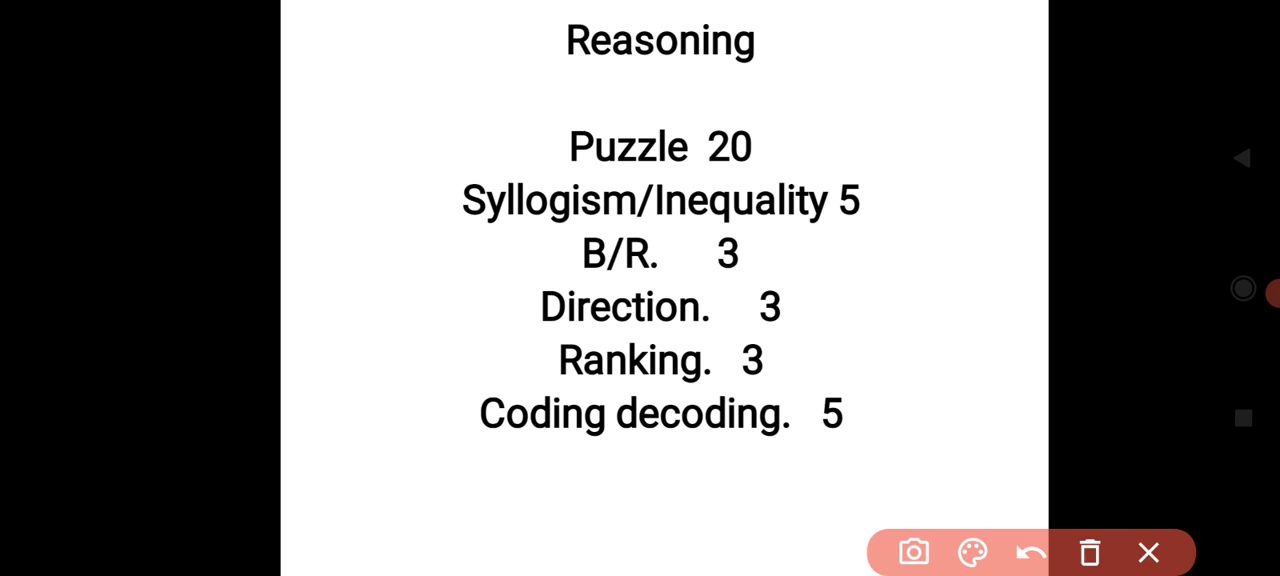 Reasoning
Puzzle 20
Syllogism/Inequality 5
B/R. 3
Direction. 3
Ranking. 3
Coding decoding. 5